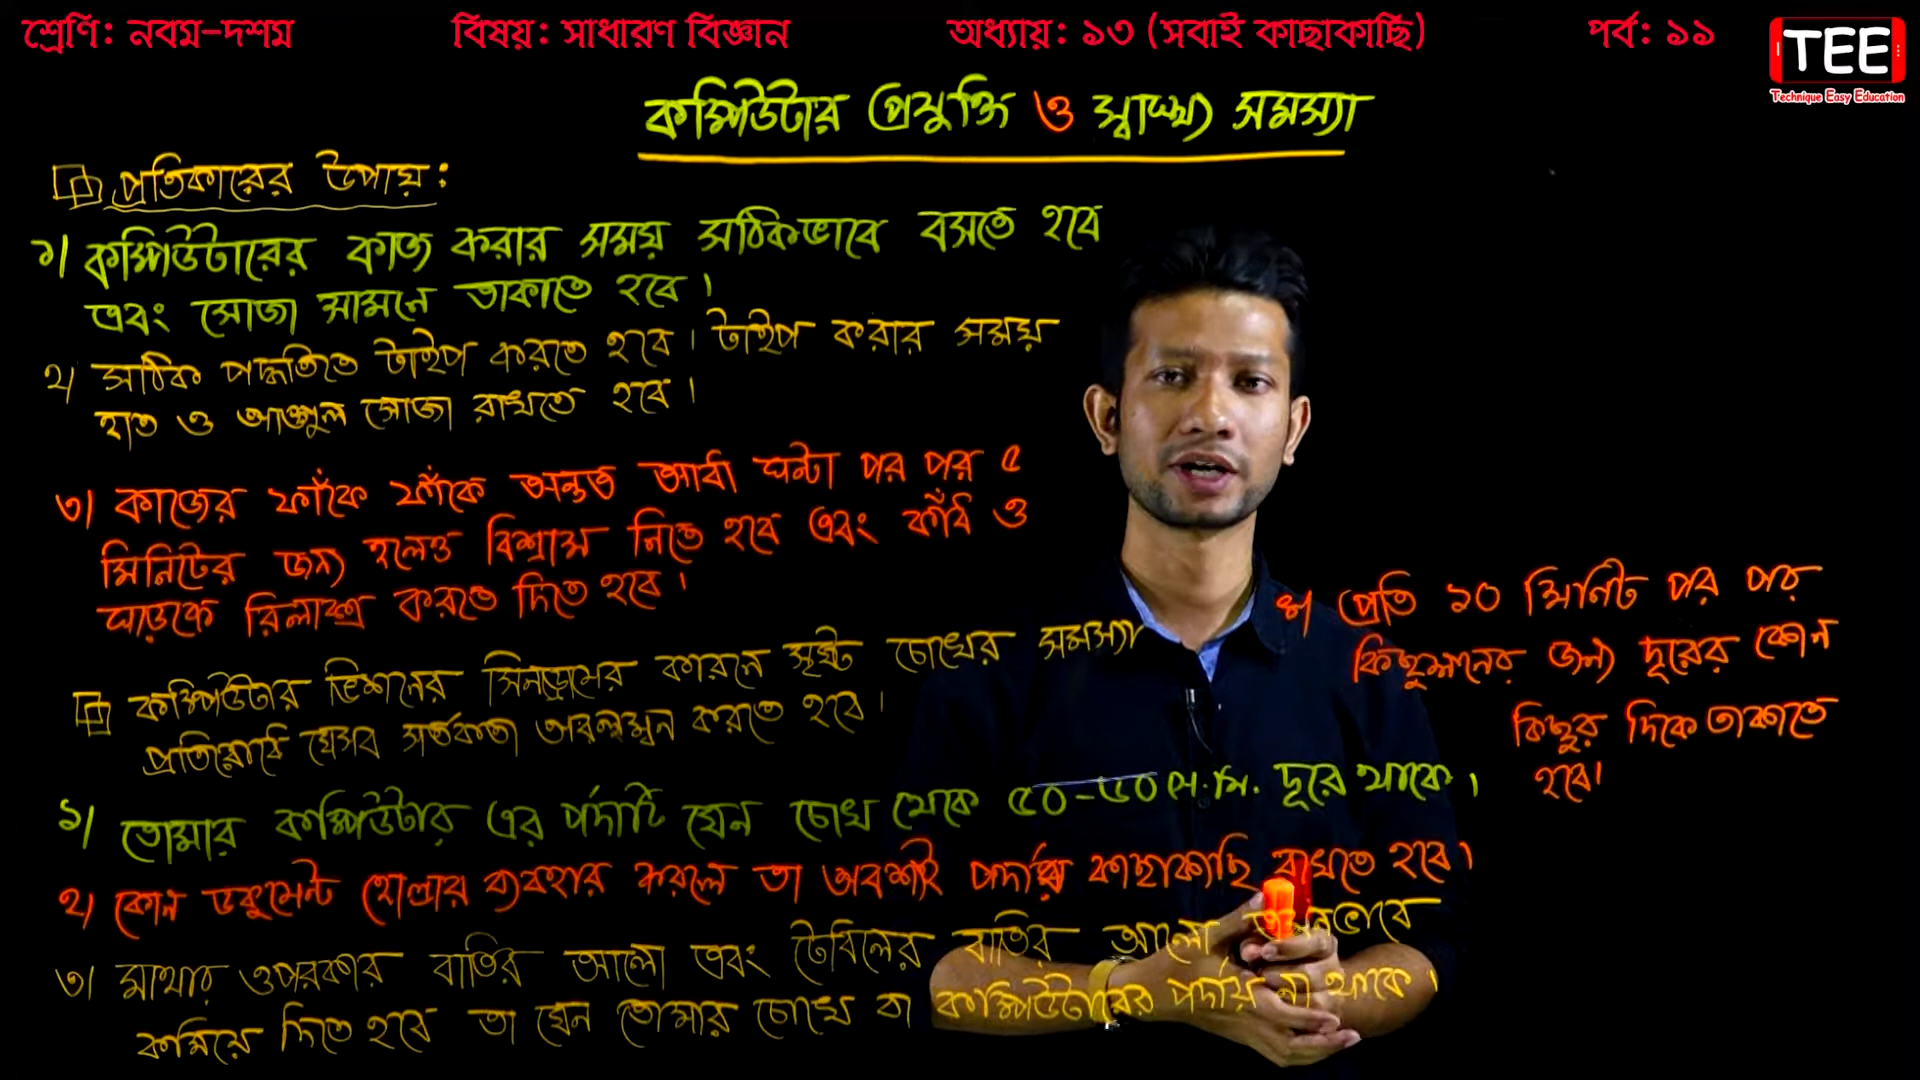 শ্রেণি: নবম-দশম
বিষয়: সাধারণ বিজ্ঞান
অধ্যায়: ১৩ (সবাই কাছাকাছি)
পর্ব: ১১
TEE
Technique Easy Education
কম্পিউটার প্রযুক্তি ও স্বাস্থ্য সমস্যা
প্রতিকারের উপায়:
১। কম্পিউটারের কাজ করার সময় সঠিকভাবে বসতে হবে
এবং সোজা সামনে তাকাতে হবে।
২। সঠিক পদ্ধতিতে টাইপ করতে হবে। টাইপ করার সময়
হাত ও আঙ্গুল সোজা রাখতে হবে।
৩। কাজের ফাঁকে ফাঁকে অন্তত আধা ঘন্টা পর পর ৫
মিনিটের জন্য হলেও বিশ্রাম নিতে হবে এবং কাঁধ ও
ঘাড়কে রিলাক্স করতে দিতে হবে।
কম্পিউটার ভিশনের সিনড্রোমের কারনে সৃষ্ট চোখের সমস্যা
প্রতিরোধে যেসব সর্তকতা অবলম্বন করতে হবে।
১। তোমার কম্পিউটার এর পর্দাটি যেন চোখ থেকে ৫০-৬০ সে.মি. দূরে থাকে।
২। কোন ডকুমেন্ট হোল্ডার ব্যবহার করলে তা অবশ্যই পর্দার কাছাকাছি রাখতে হবে।
৩। মাথার ওপরকার বাতির আলো এবং টেবিলের বাতির আলো এমনভাবে
কমিয়ে দিতে হবে তা যেন তোমার চোখে বা কম্পিউটারের পর্দায় না থাকে।
৪। প্রতি ১০ মিনিট পর পর
কিছুক্ষনের জন্য দূরের কোন
কিছুর দিকে তাকাতে
হবে।